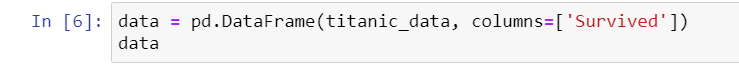 In [6]: data = pd.DataFrame(titanic_data, columns=['Survived'])
data